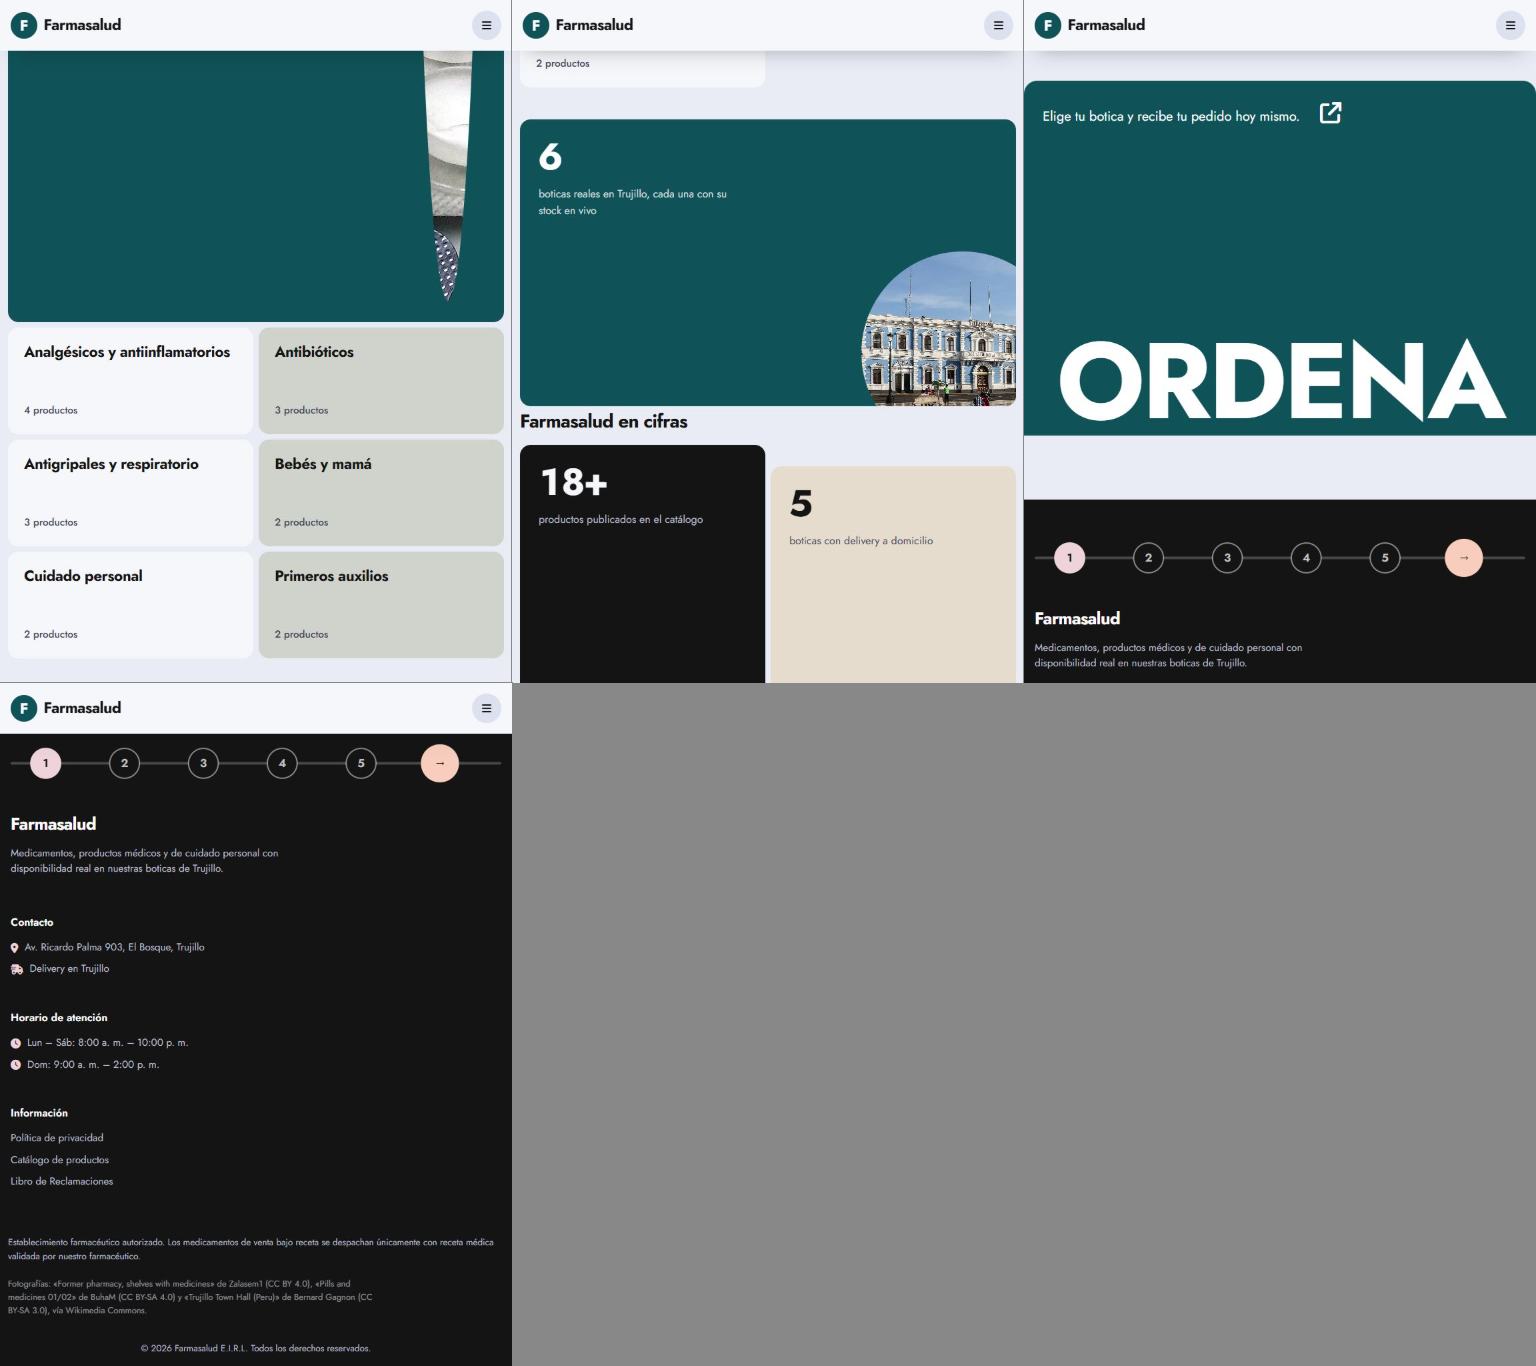 F Farmasalud
Analgésicos y antiinflamatorios
4 productos
Antibióticos
3 productos
Antigripales y respiratorio
3 productos
Bebés y mamá
2 productos
Cuidado personal
2 productos
Primeros auxilios
2 productos
F Farmasalud
2 productos
6
boticas reales en Trujillo, cada una con su
stock en vivo
Farmasalud en cifras
18+
productos publicados en el catálogo
5
boticas con delivery a domicilio
F Farmasalud
Elige tu botica y recibe tu pedido hoy mismo.
ORDENA
1 2 3 4 5 →
Farmasalud
Medicamentos, productos médicos y de cuidado personal con
disponibilidad real en nuestras boticas de Trujillo.
F Farmasalud
1 2 3 4 5 →
Farmasalud
Medicamentos, productos médicos y de cuidado personal con
disponibilidad real en nuestras boticas de Trujillo.
Contacto
Av. Ricardo Palma 903, El Bosque, Trujillo
Delivery en Trujillo
Horario de atención
Lun – Sáb: 8:00 a. m. – 10:00 p. m.
Dom: 9:00 a. m. – 2:00 p. m.
Información
Política de privacidad
Catálogo de productos
Libro de Reclamaciones
Establecimiento farmacéutico autorizado. Los medicamentos de venta bajo receta se despachan únicamente con receta médica
validada por nuestro farmacéutico.
Fotografías: «Former pharmacy, shelves with medicines» de Zalasem1 (CC BY 4.0), «Pills and
medicines 01/02» de BuhaM (CC BY-SA 4.0) y «Trujillo Town Hall (Peru)» de Bernard Gagnon (CC
BY-SA 3.0), vía Wikimedia Commons.
© 2026 Farmasalud E.I.R.L. Todos los derechos reservados.